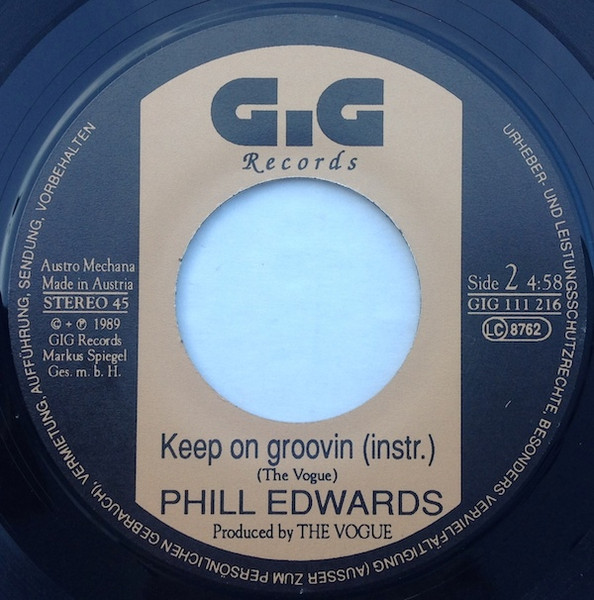 GIG
Records
Austro Mechana
Made in Austria
STEREO 45
© + ℗ 1989
GIG Records
Markus Spiegel
Ges. m. b. H.
Side 2 4:58
GIG 111 216
LC 8762
Keep on groovin (instr.)
(The Vogue)
PHILL EDWARDS
Produced by THE VOGUE
URHEBER- UND LEISTUNGSSCHUTZRECHTE, BESONDERS VERVIELFÄLTIGUNG (AUSSER ZUM PERSÖNLICHEN GEBRAUCH), VERMIETUNG, AUFFÜHRUNG, SENDUNG, VORBEHALTEN